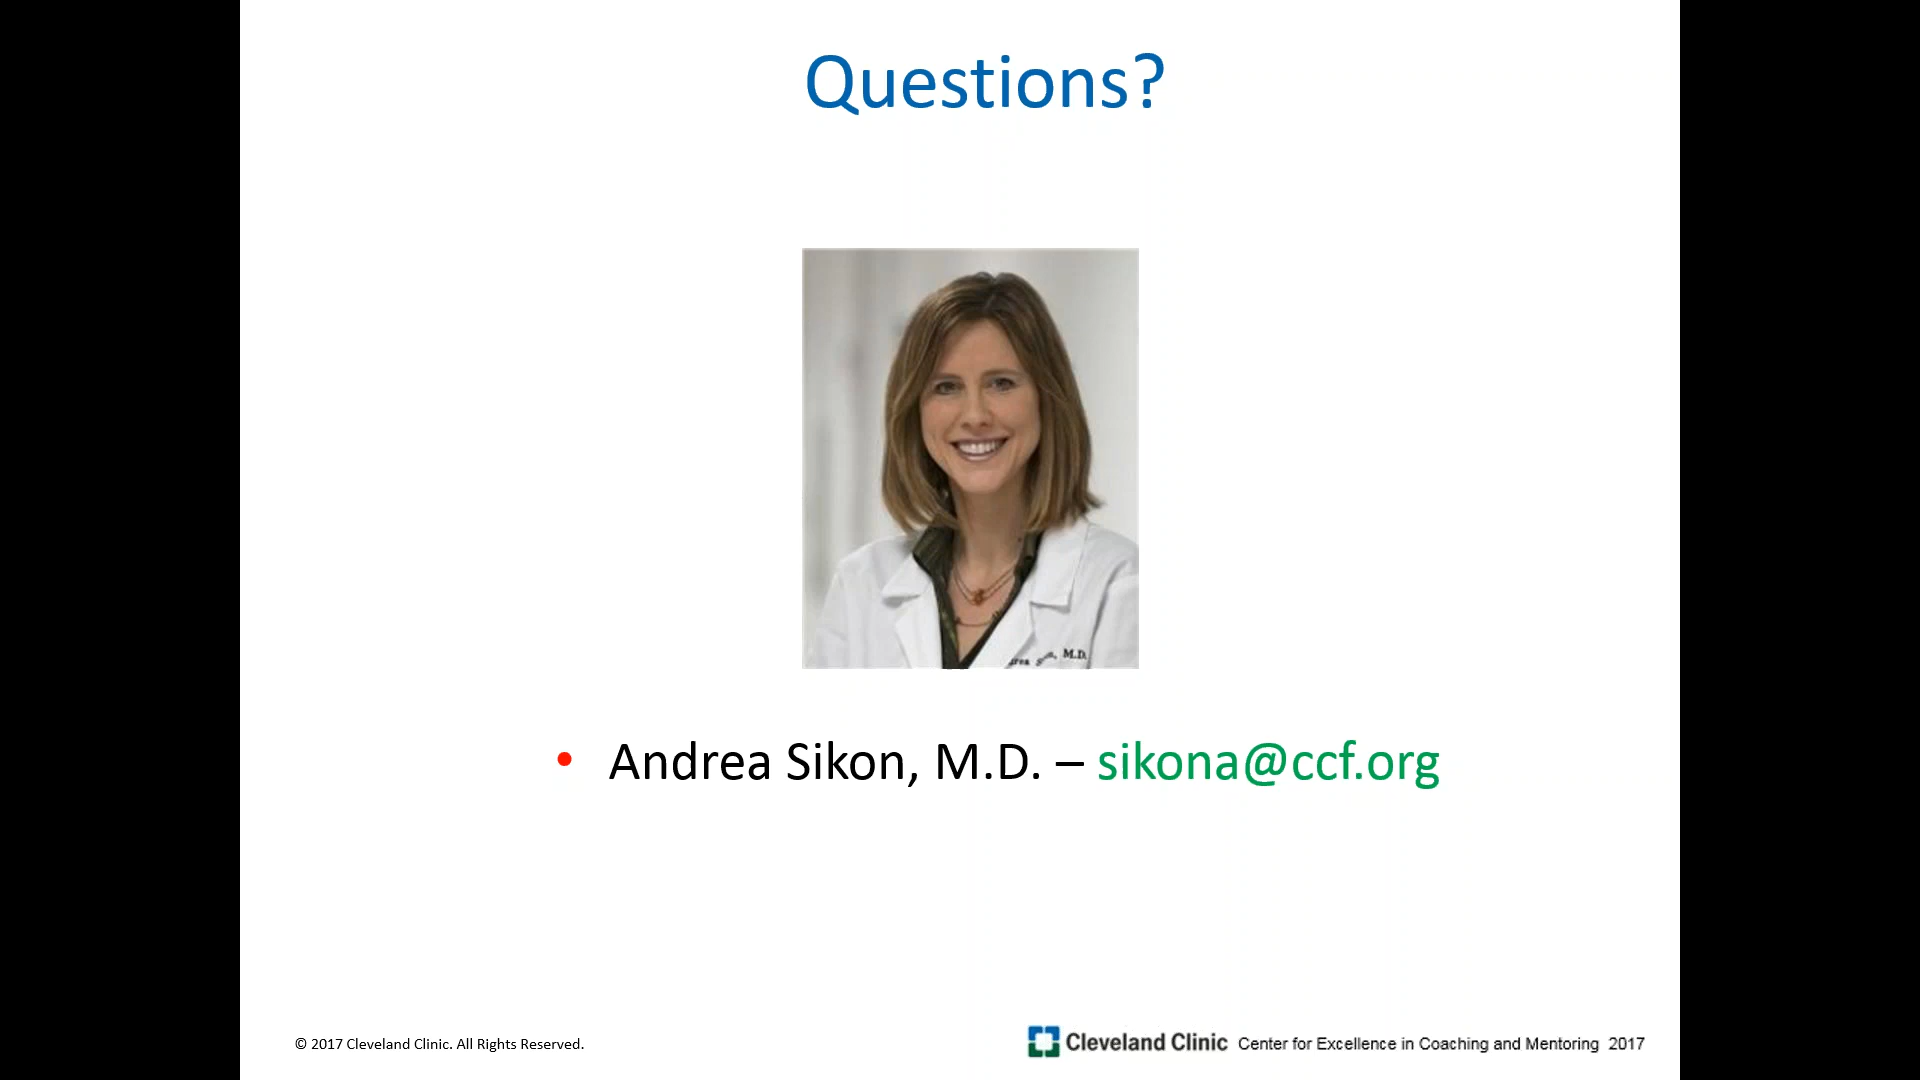 Questions?
M.D.
• Andrea Sikon, M.D. – sikona@ccf.org
© 2017 Cleveland Clinic. All Rights Reserved.
Cleveland Clinic Center for Excellence in Coaching and Mentoring 2017